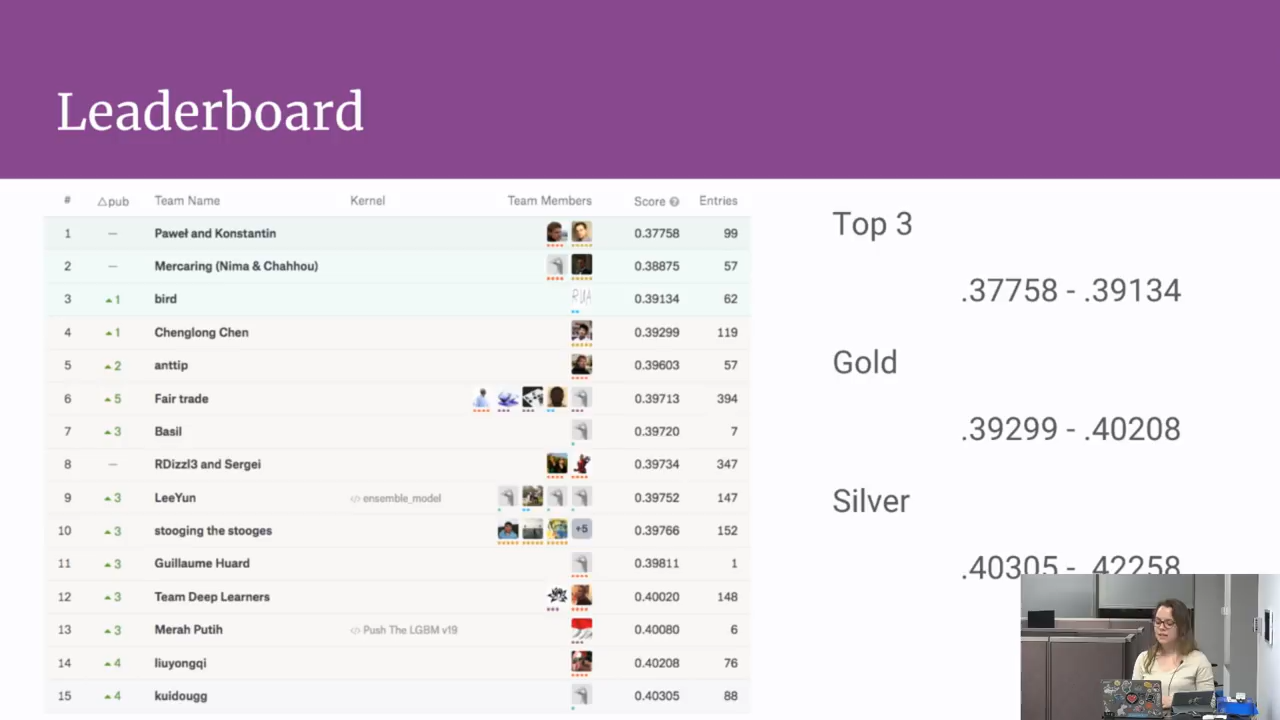 Leaderboard
# △pub Team Name Kernel Team Members Score Entries
1 — Paweł and Konstantin 0.37758 99
2 — Mercaring (Nima & Chahhou) 0.38875 57
3 ▲1 bird 0.39134 62
4 ▲1 Chenglong Chen 0.39299 119
5 ▲2 anttip 0.39603 57
6 ▲5 Fair trade 0.39713 394
7 ▲3 Basil 0.39720 7
8 — RDizzl3 and Sergei 0.39734 347
9 ▲3 LeeYun </> ensemble_model 0.39752 147
10 ▲3 stooging the stooges +5 0.39766 152
11 ▲3 Guillaume Huard 0.39811 1
12 ▲3 Team Deep Learners 0.40020 148
13 ▲3 Merah Putih </> Push The LGBM v19 0.40080 6
14 ▲4 liuyongqi 0.40208 76
15 ▲4 kuidougg 0.40305 88
Top 3
.37758 - .39134
Gold
.39299 - .40208
Silver
.40305 - .42258